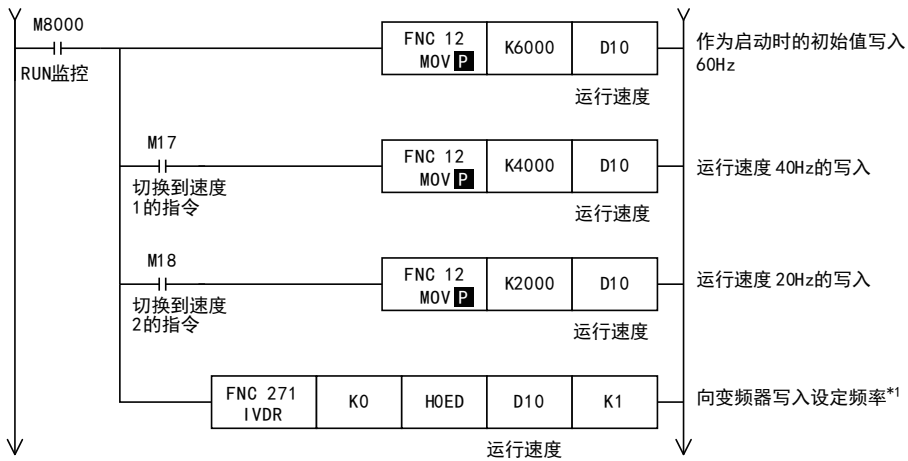 M8000
RUN监控
FNC 12
MOV P
K6000
D10
运行速度
作为启动时的初始值写入
60Hz
M17
切换到速度
1的指令
FNC 12
MOV P
K4000
D10
运行速度
运行速度 40Hz的写入
M18
切换到速度
2的指令
FNC 12
MOV P
K2000
D10
运行速度
运行速度 20Hz的写入
FNC 271
IVDR
K0
H0ED
D10
K1
运行速度
向变频器写入设定频率*1